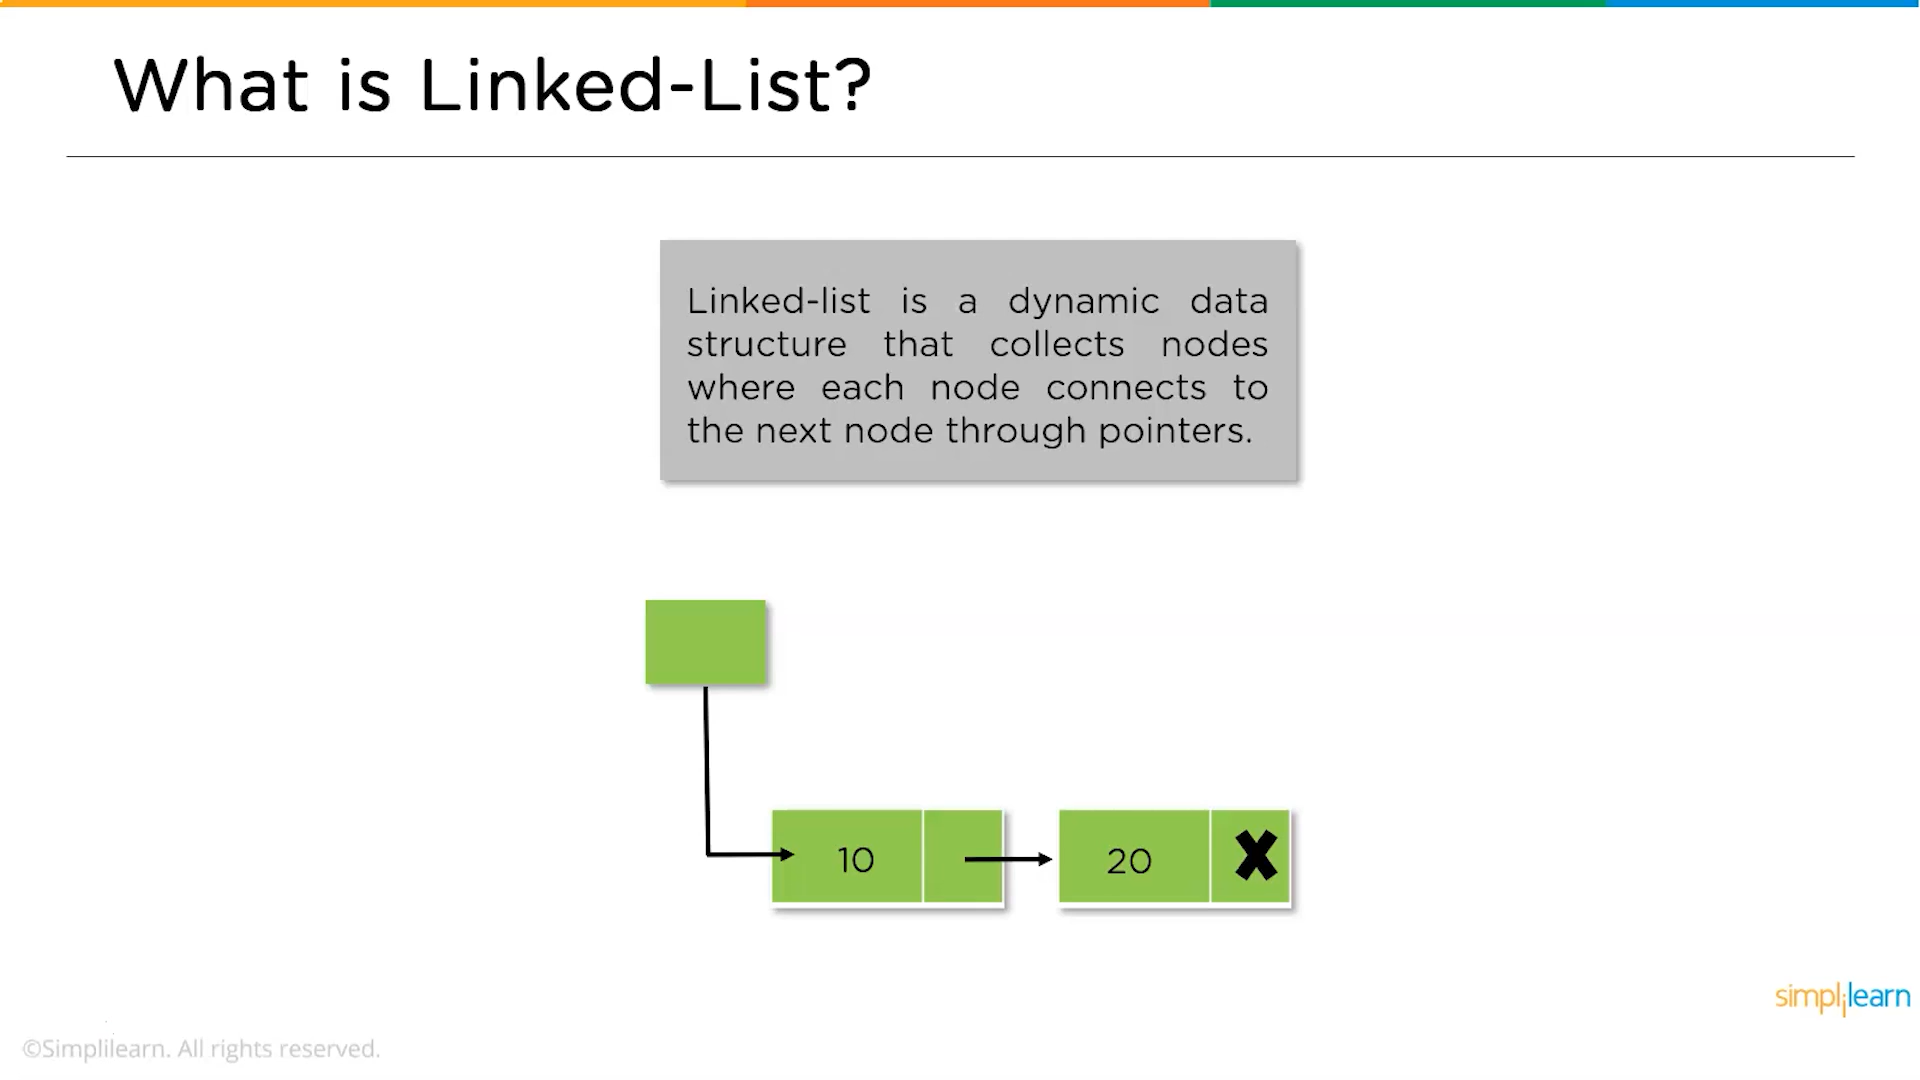 What is Linked-List?
Linked-list is a dynamic data
structure that collects nodes
where each node connects to
the next node through pointers.
10
20
simplilearn
©Simplilearn. All rights reserved.